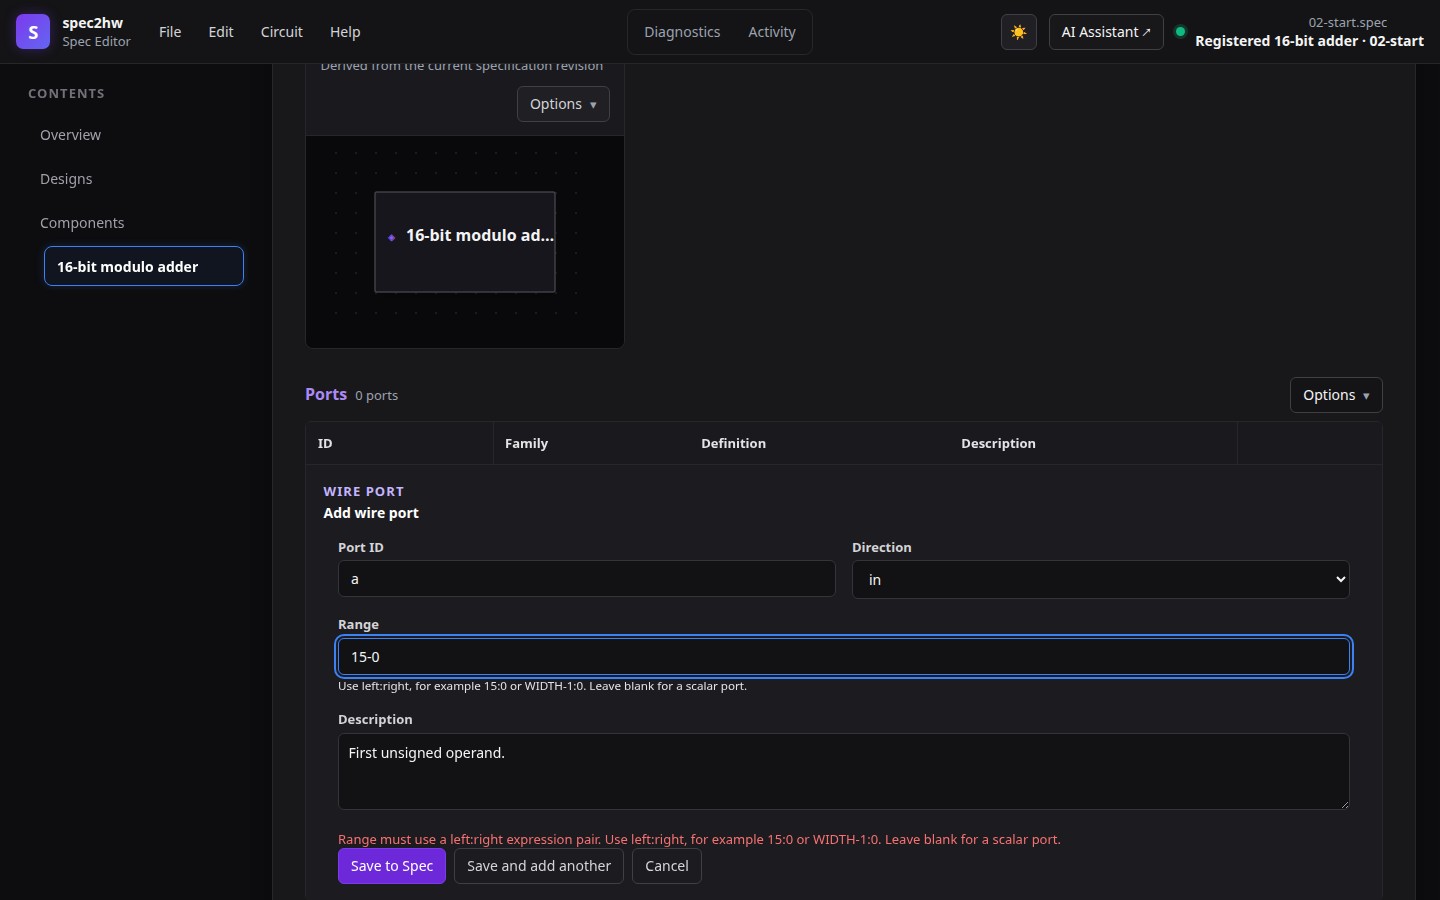 S
spec2hw
Spec Editor
File
Edit
Circuit
Help
Diagnostics
Activity
AI Assistant ↗
02-start.spec
Registered 16-bit adder · 02-start
CONTENTS
Overview
Designs
Components
16-bit modulo adder
Derived from the current specification revision
Options ▾
16-bit modulo ad...
Ports 0 ports
Options ▾
ID
Family
Definition
Description
WIRE PORT
Add wire port
Port ID
Direction
a
in
Range
15-0
Use left:right, for example 15:0 or WIDTH-1:0. Leave blank for a scalar port.
Description
First unsigned operand.
Range must use a left:right expression pair. Use left:right, for example 15:0 or WIDTH-1:0. Leave blank for a scalar port.
Save to Spec
Save and add another
Cancel